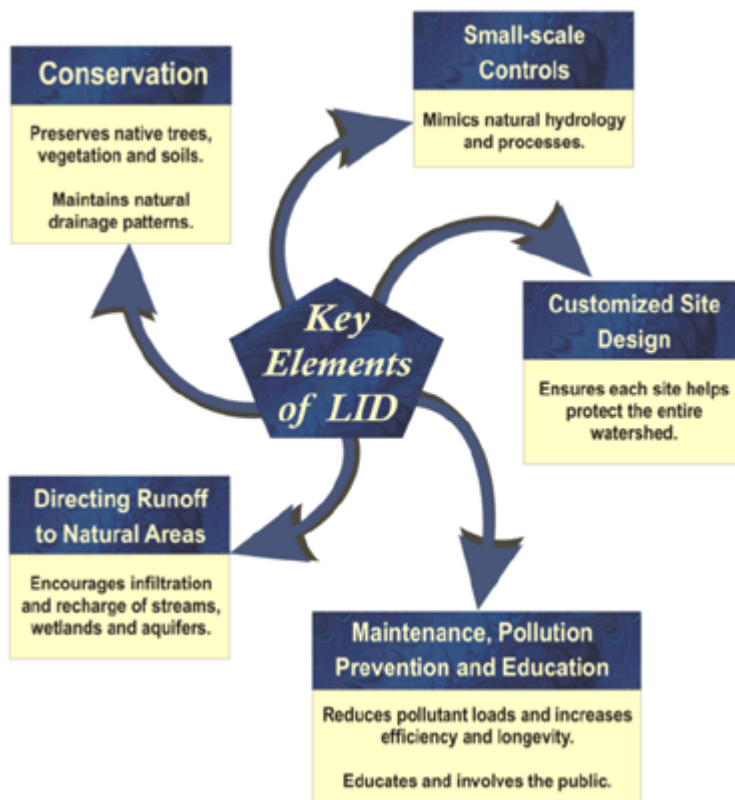 Conservation
Preserves native trees,
vegetation and soils.
Maintains natural
drainage patterns.
Small-scale
Controls
Mimics natural hydrology
and processes.
Key
Elements
of LID
Customized Site
Design
Ensures each site helps
protect the entire
watershed.
Directing Runoff
to Natural Areas
Encourages infiltration
and recharge of streams,
wetlands and aquifers.
Maintenance, Pollution
Prevention and Education
Reduces pollutant loads and increases
efficiency and longevity.
Educates and involves the public.